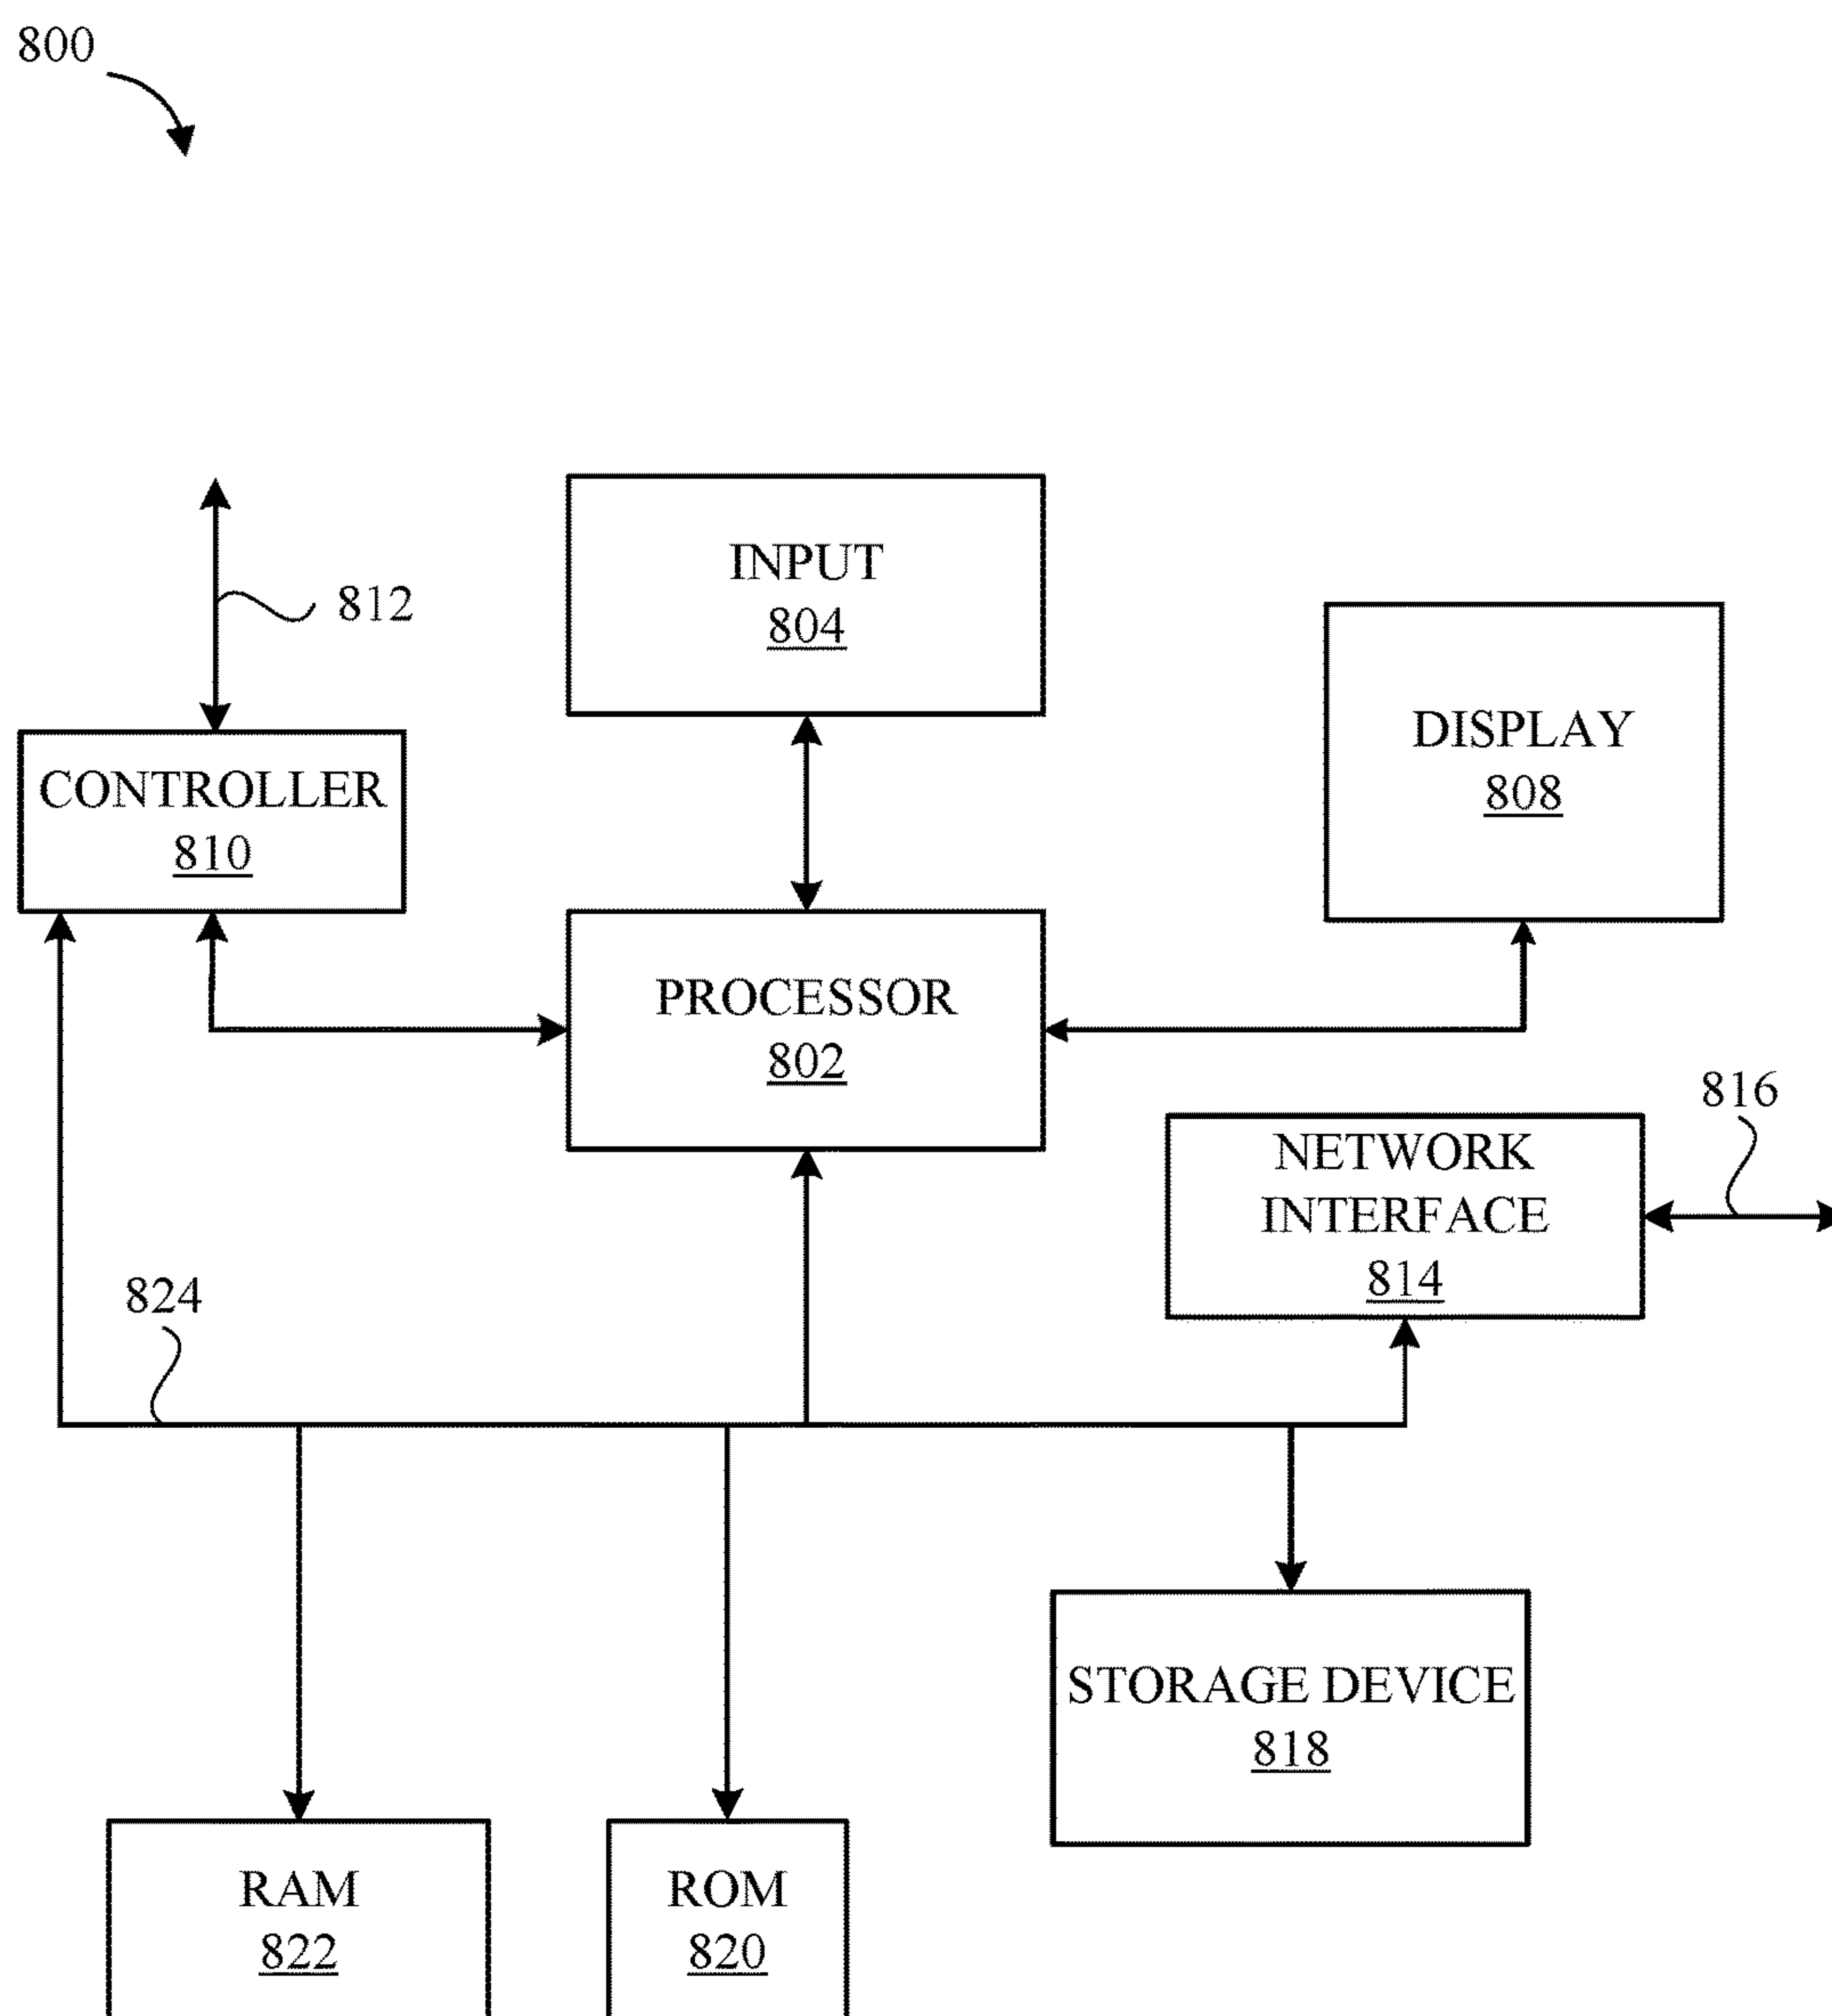 800
INPUT
804
812
DISPLAY
808
CONTROLLER
810
PROCESSOR
802
816
NETWORK
INTERFACE
814
824
STORAGE DEVICE
818
RAM
822
ROM
820